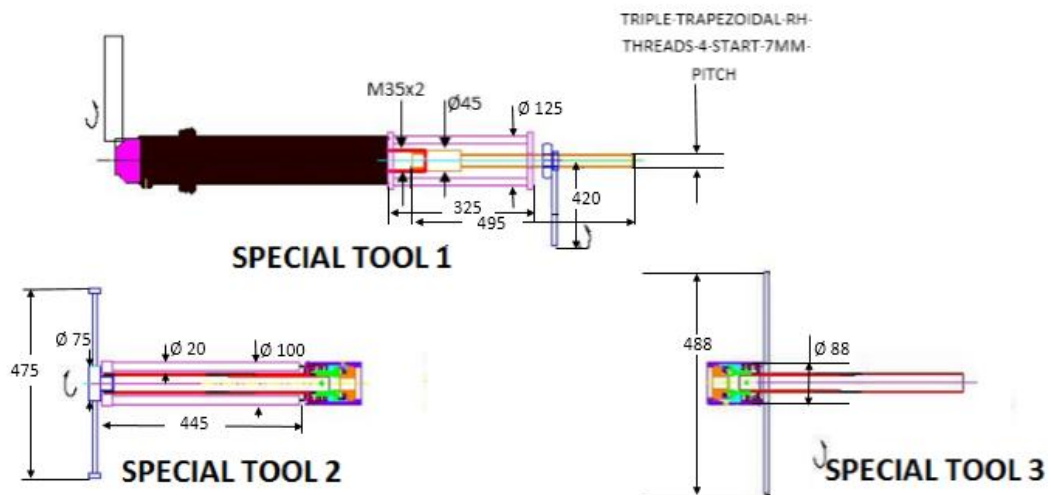 TRIPLE-TRAPEZOIDAL-RH-
THREADS-4-START-7MM-
PITCH
M35x2
Ø45
Ø 125
325
495
420
SPECIAL TOOL 1
475
Ø 75
Ø 20
Ø 100
445
SPECIAL TOOL 2
488
Ø 88
SPECIAL TOOL 3